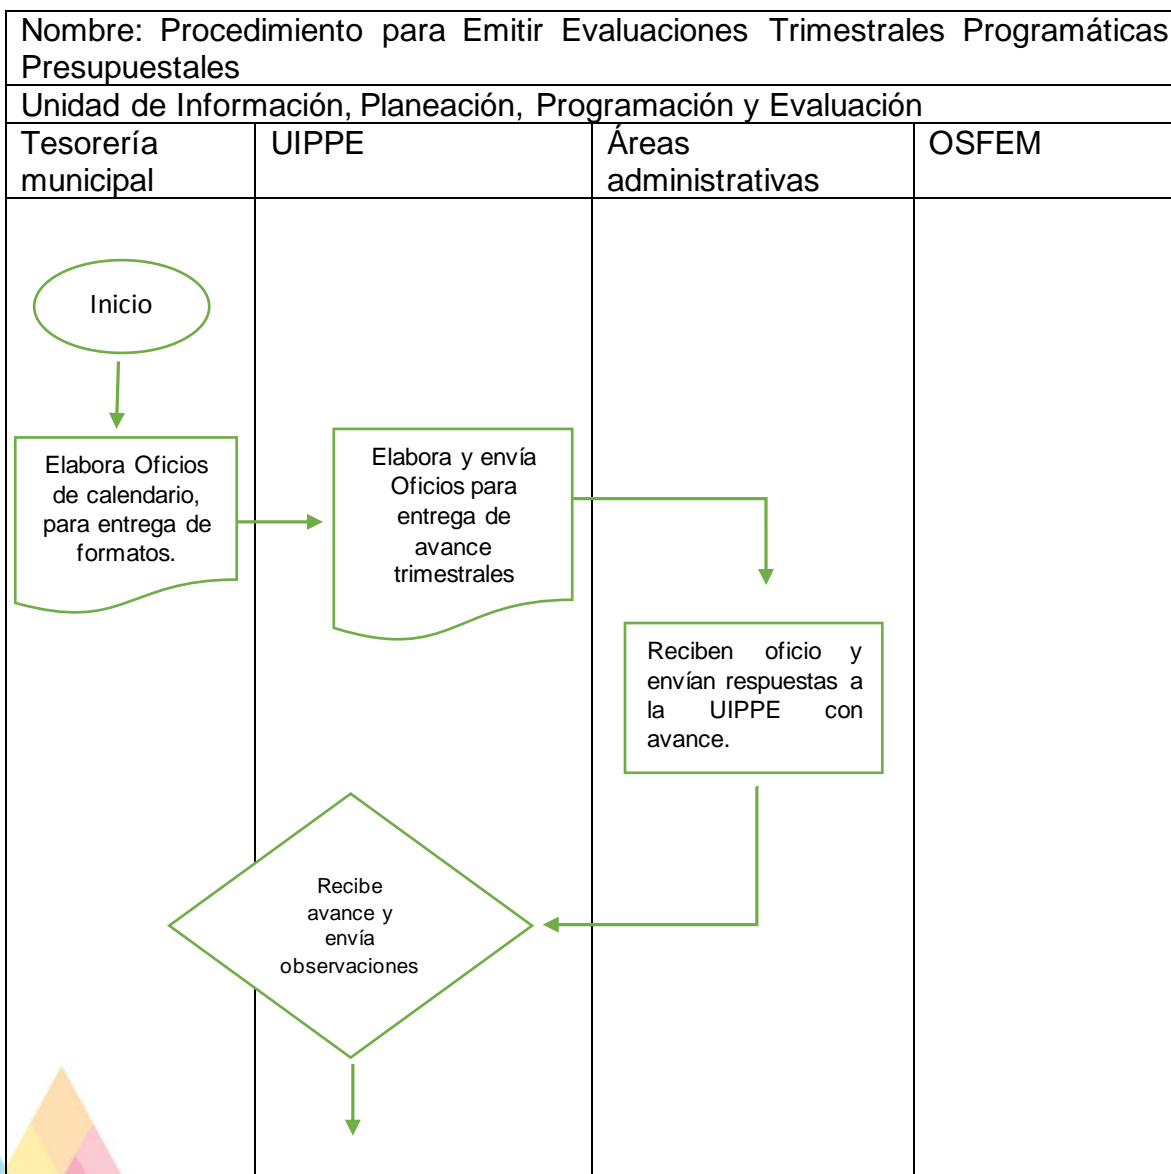 Nombre: Procedimiento para Emitir Evaluaciones Trimestrales Programáticas
Presupuestales
Unidad de Información, Planeación, Programación y Evaluación
Tesorería
municipal
UIPPE
Áreas
administrativas
OSFEM
Inicio
Elabora Oficios
de calendario,
para entrega de
formatos.
Elabora y envía
Oficios para
entrega de
avance
trimestrales
Reciben oficio y
envían respuestas a
la UIPPE con
avance.
Recibe
avance y
envía
observaciones